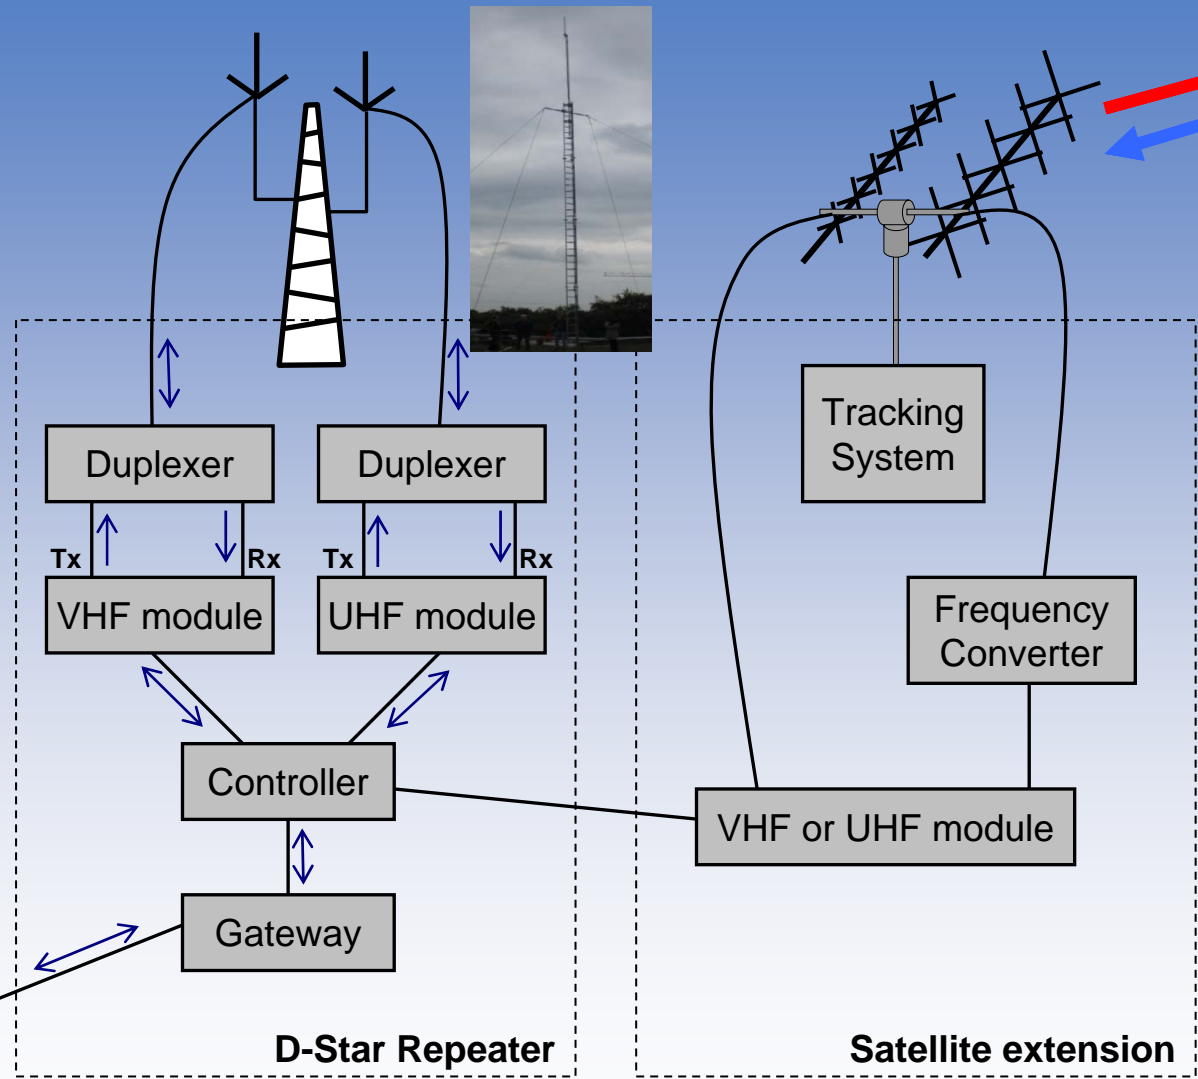 Tracking
System
Duplexer
Duplexer
Tx
Rx
Tx
Rx
VHF module
UHF module
Frequency
Converter
Controller
VHF or UHF module
Gateway
D-Star Repeater
Satellite extension